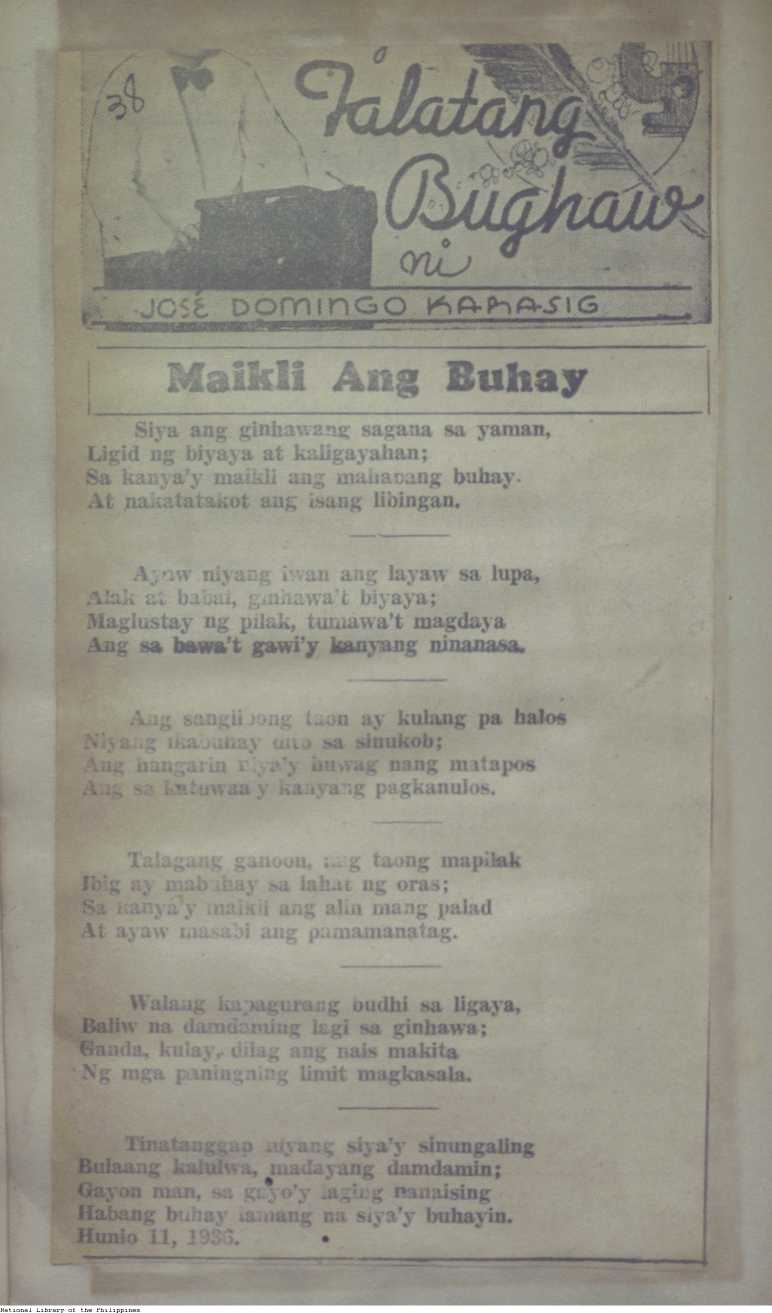 38
Talatang
Bughaw
ni
JOSÉ DOMINGO KARASIG
Maikli Ang Buhay
Siya ang ginhawang sagana sa yaman,
Ligid ng biyaya at kaligayahan;
Sa kanya'y maikli ang mahabang buhay.
At nakatatakot ang isang libingan.
Ayaw niyang iwan ang layaw sa lupa,
Alak at babai, ginhawa't biyaya;
Maglustay ng pilak, tumawa't magdaya
Ang sa bawa't gawi'y kanyang ninanasa.
Ang sanglibong taon ay kulang pa halos
Niyang ikabuhay dito sa sinukob;
Ang hangarin niya'y huwag nang matapos
Ang sa katuwaa'y kanyang pagkanulos.
Talagang ganoon, ang taong mapilak
Ibig ay mabuhay sa lahat ng oras;
Sa kanya'y maikli ang alin mang palad
At ayaw masabi ang pamamanatag.
Walang kapagurang budhi sa ligaya,
Baliw na damdaming lagi sa ginhawa;
Ganda, kulay, dilag ang nais makita
Ng mga paningning limit magkasala.
Tinatanggap niyang siya'y sinungaling
Bulaang kalulwa, madayang damdamin;
Gayon man, sa gayo'y laging nanaising
Habang buhay lamang na siya'y buhayin.
Hunio 11, 1936.
National Library of the Philippines